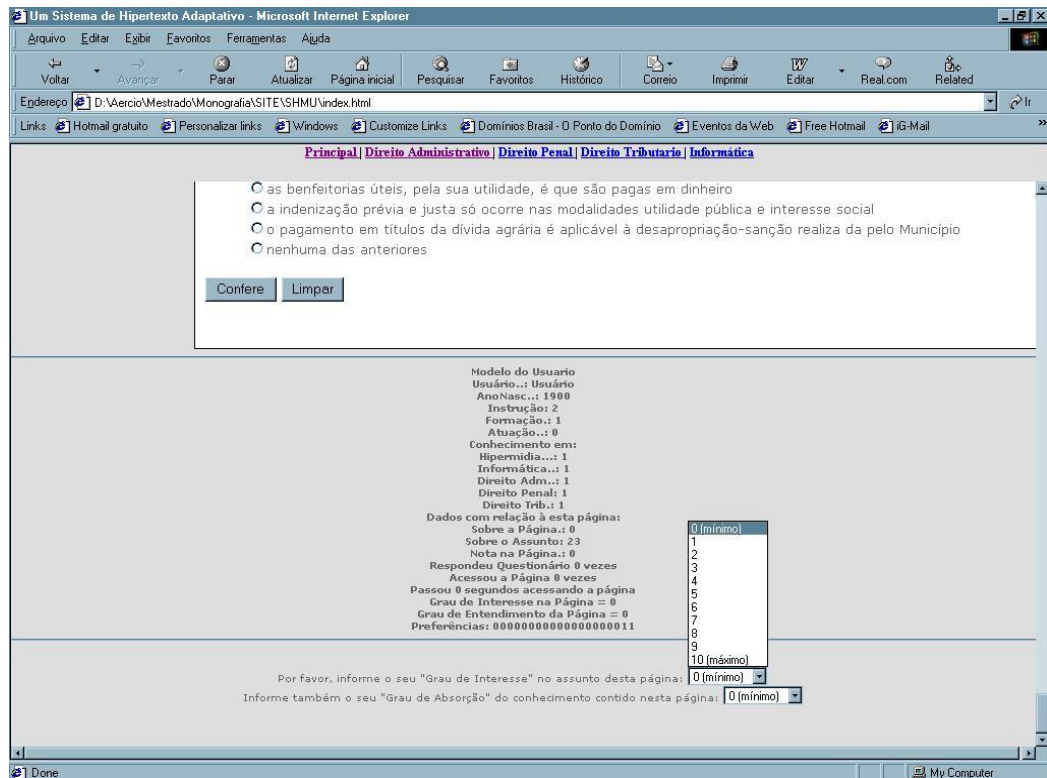 Um Sistema de Hipertexto Adaptativo - Microsoft Internet Explorer
Arquivo Editar Exibir Favoritos Ferramentas Ajuda
Voltar Avançar Parar Atualizar Página inicial Pesquisar Favoritos Histórico Correio Imprimir Editar Real.com Related
Endereço D:\Aercio\Mestrado\Monografia\SITE\SHMU\index.html Ir
Links Hotmail gratuito Personalizar links Windows Customize Links Domínios Brasil - O Ponto do Domínio Eventos da Web Free Hotmail iG-Mail »
Principal | Direito Administrativo | Direito Penal | Direito Tributario | Informática
as benfeitorias úteis, pela sua utilidade, é que são pagas em dinheiro
a indenização prévia e justa só ocorre nas modalidades utilidade pública e interesse social
o pagamento em títulos da dívida agrária é aplicável à desapropriação-sanção realiza da pelo Município
nenhuma das anteriores
Confere Limpar
Modelo do Usuario
Usuário..: Usuário
AnoNasc..: 1900
Instrução: 2
Formação.: 1
Atuação..: 0
Conhecimento em:
Hipermidia...: 1
Informática..: 1
Direito Adm..: 1
Direito Penal: 1
Direito Trib.: 1
Dados com relação à esta página:
Sobre a Página.: 0
Sobre o Assunto: 23
Nota na Página.: 0
Respondeu Questionário 0 vezes
Acessou a Página 0 vezes
Passou 0 segundos acessando a página
Grau de Interesse na Página = 0
Grau de Entendimento da Página = 0
Preferências: 00000000000000000011
0 (mínimo)
1
2
3
4
5
6
7
8
9
10 (máximo)
Por favor, informe o seu "Grau de Interesse" no assunto desta página: 0 (mínimo)
Informe também o seu "Grau de Absorção" do conhecimento contido nesta página: 0 (mínimo)
Done My Computer